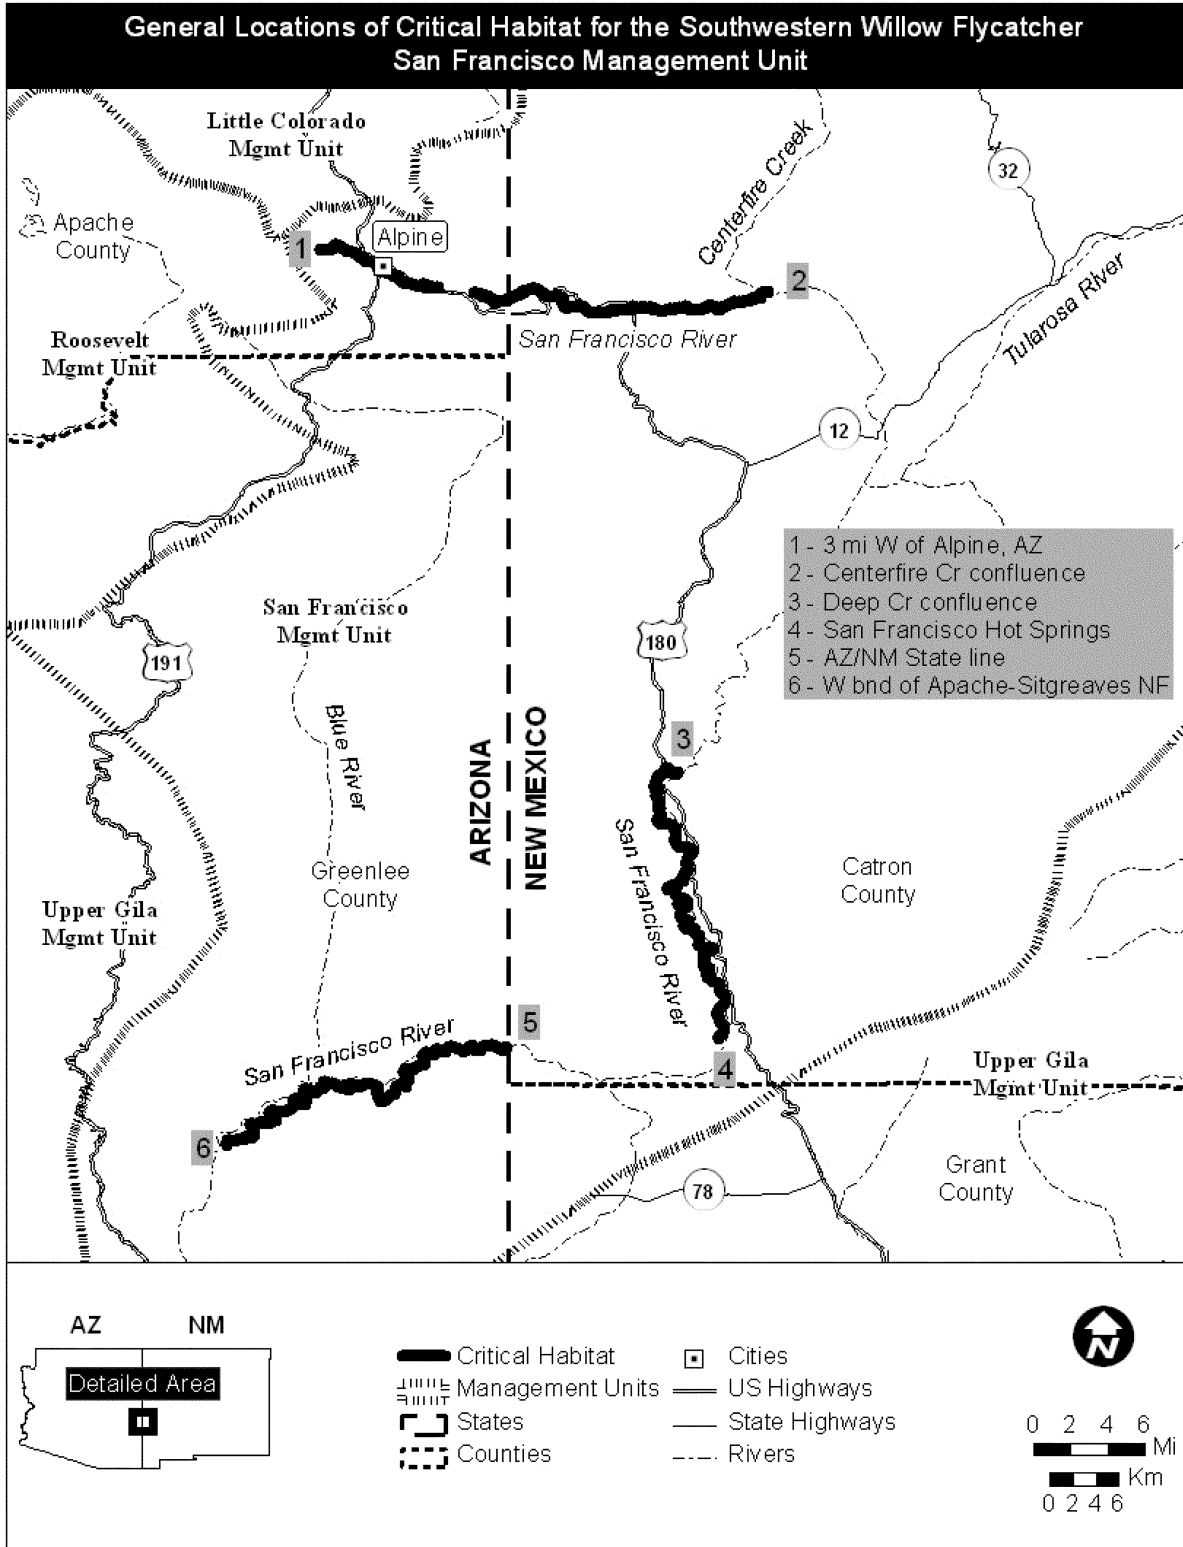 General Locations of Critical Habitat for the Southwestern Willow Flycatcher
San Francisco Management Unit
Little Colorado
Mgmt Unit
Centerfire Creek
32
Apache
County
1
Alpine
2
Tularosa River
San Francisco River
Roosevelt
Mgmt Unit
12
1 - 3 mi W of Alpine, AZ
2 - Centerfire Cr confluence
3 - Deep Cr confluence
4 - San Francisco Hot Springs
5 - AZ/NM State line
6 - W bnd of Apache-Sitgreaves NF
San Francisco
Mgmt Unit
180
191
Blue River
ARIZONA
NEW MEXICO
3
San Francisco River
Greenlee
County
Catron
County
Upper Gila
Mgmt Unit
San Francisco River
5
4
Upper Gila
Mgmt Unit
6
78
Grant
County
AZ
NM
Detailed Area
Critical Habitat
Management Units
States
Counties
Cities
US Highways
State Highways
Rivers
N
0 2 4 6
Mi
Km
0 2 4 6